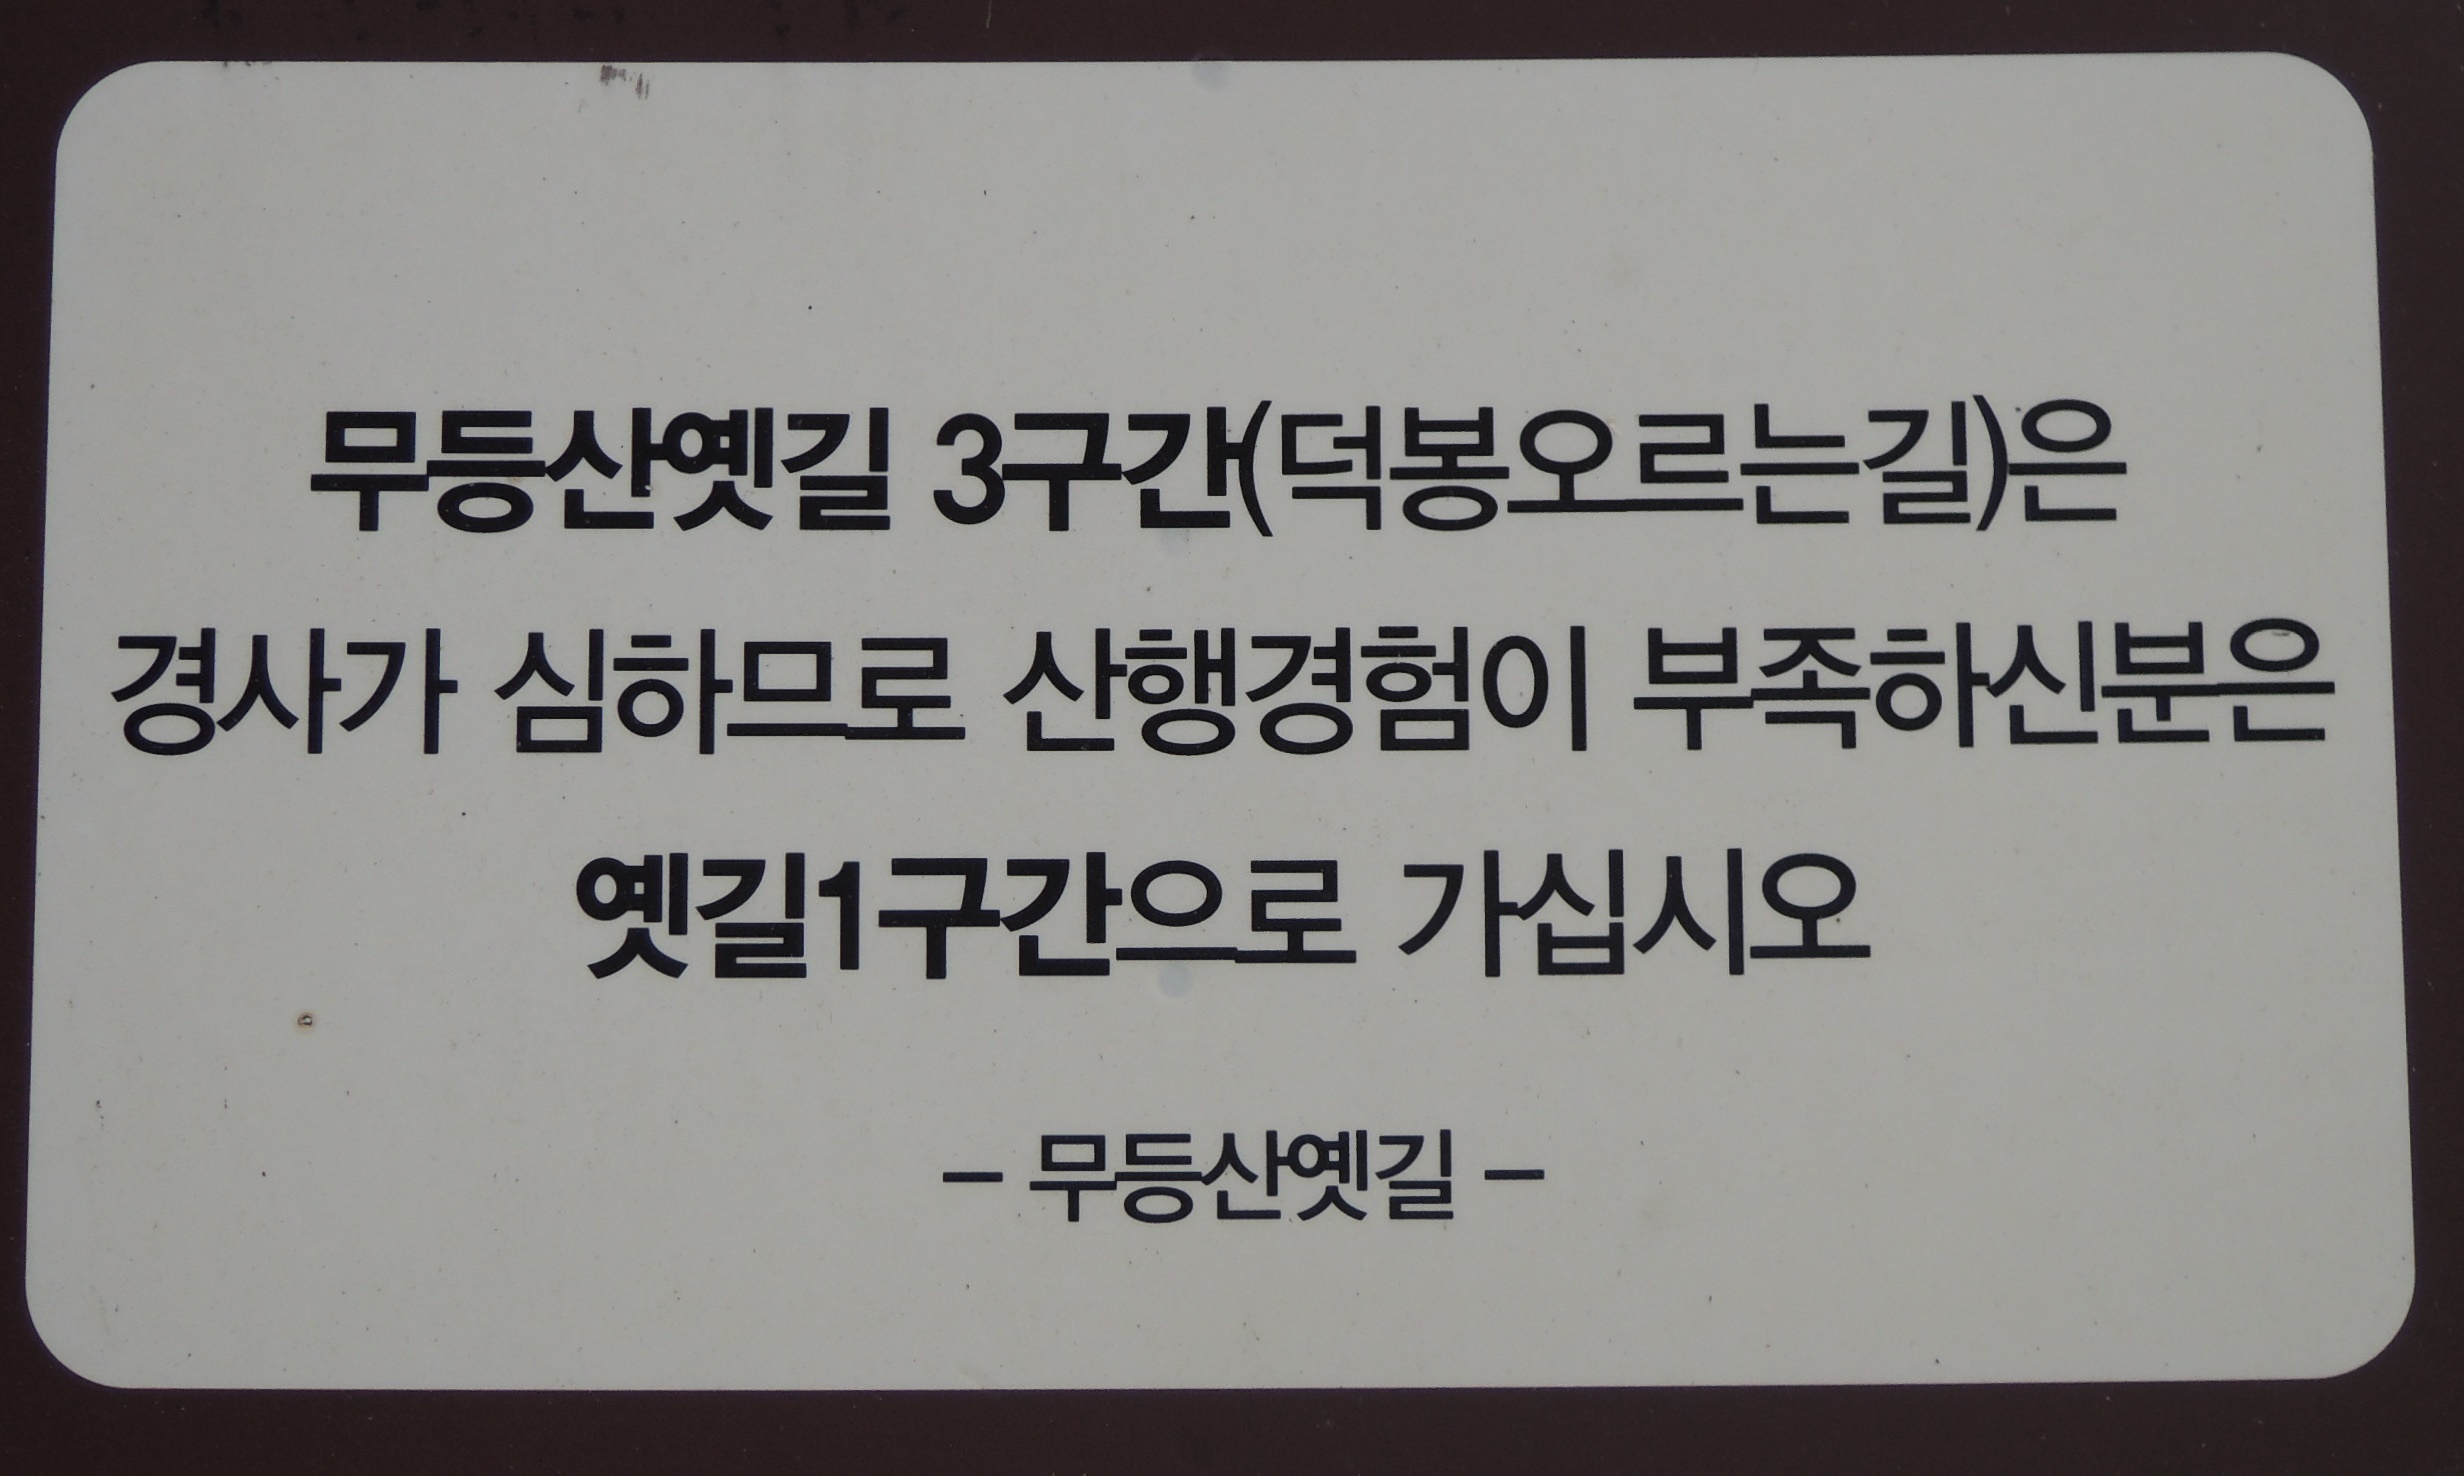 무등산옛길 3구간(덕봉오르는길)은
경사가 심하므로 산행경험이 부족하신분은
옛길1구간으로 가십시오
- 무등산옛길 -